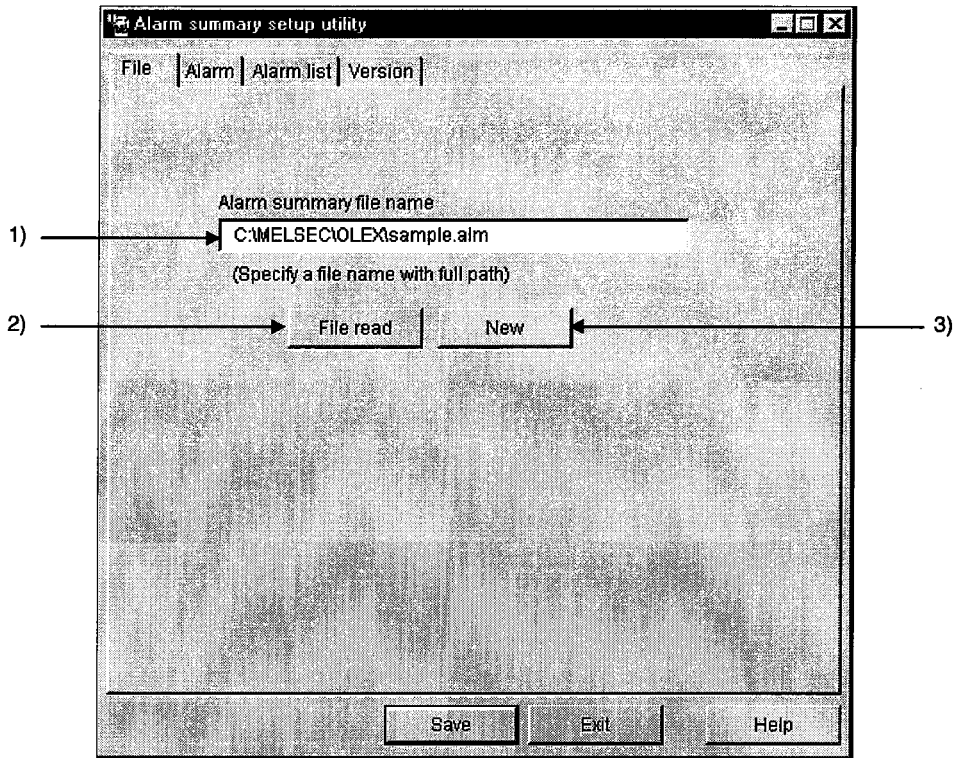 Alarm summary setup utility
File Alarm Alarm list Version
Alarm summary file name
1)
C:\MELSEC\OLEX\sample.alm
(Specify a file name with full path)
2)
File read New
3)
Save Exit Help